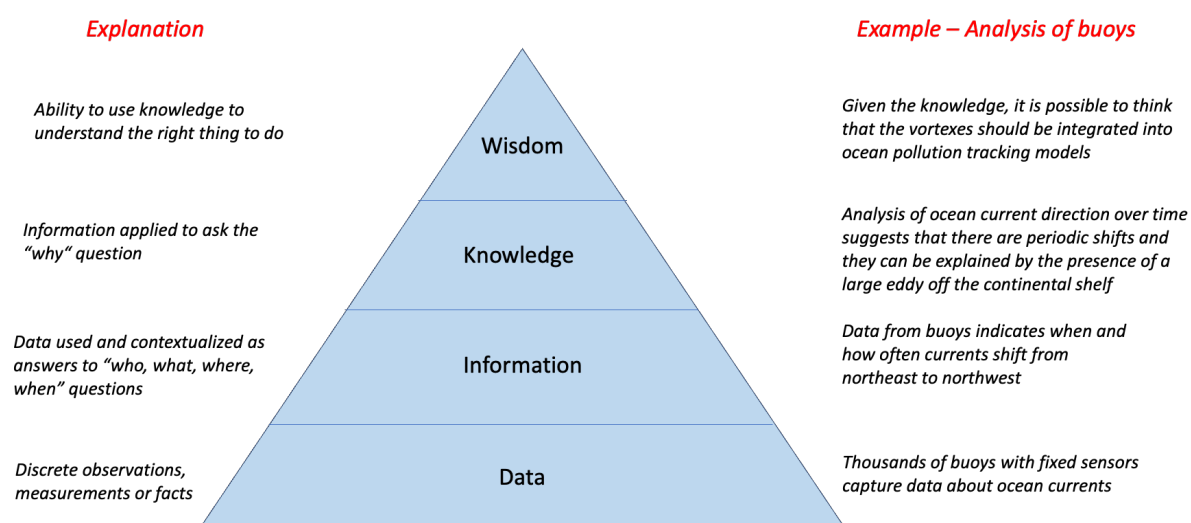 Explanation
Example – Analysis of buoys
Ability to use knowledge to
understand the right thing to do
Wisdom
Given the knowledge, it is possible to think
that the vortexes should be integrated into
ocean pollution tracking models
Information applied to ask the
“why“ question
Knowledge
Analysis of ocean current direction over time
suggests that there are periodic shifts and
they can be explained by the presence of a
large eddy off the continental shelf
Data used and contextualized as
answers to “who, what, where,
when” questions
Information
Data from buoys indicates when and
how often currents shift from
northeast to northwest
Discrete observations,
measurements or facts
Data
Thousands of buoys with fixed sensors
capture data about ocean currents